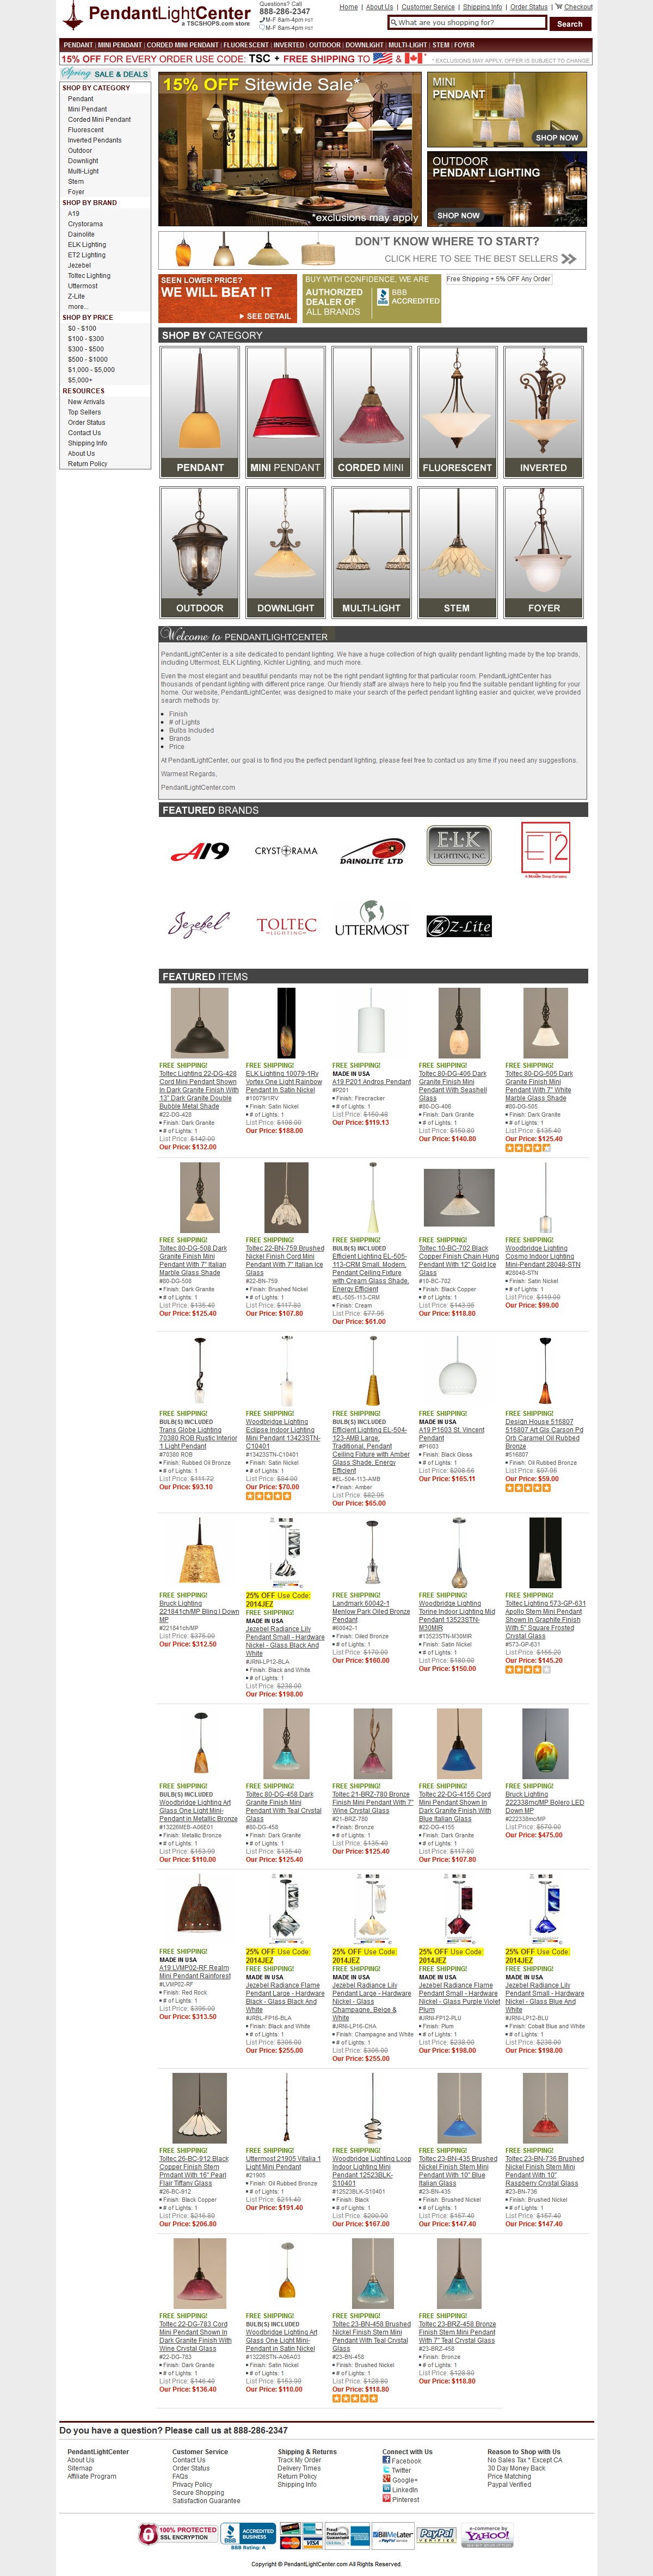 PendantLightCenter
a TSCSHOPS.com store
Questions? Call
888-286-2347
M-F 8am-4pm PST
M-F 8am-4pm PST
Home | About Us | Customer Service | Shipping Info | Order Status | Checkout
What are you shopping for?
Search
PENDANT | MINI PENDANT | CORDED MINI PENDANT | FLUORESCENT | INVERTED | OUTDOOR | DOWNLIGHT | MULTI-LIGHT | STEM | FOYER
15% OFF FOR EVERY ORDER USE CODE: TSC + FREE SHIPPING TO & *
* EXCLUSIONS MAY APPLY, OFFER IS SUBJECT TO CHANGE
Spring SALE & DEALS
SHOP BY CATEGORY
Pendant
Mini Pendant
Corded Mini Pendant
Fluorescent
Inverted Pendants
Outdoor
Downlight
Multi-Light
Stem
Foyer
SHOP BY BRAND
A19
Crystorama
Dainolite
ELK Lighting
ET2 Lighting
Jezebel
Toltec Lighting
Uttermost
Z-Lite
more...
SHOP BY PRICE
$0 - $100
$100 - $300
$300 - $500
$500 - $1000
$1,000 - $5,000
$5,000+
RESOURCES
New Arrivals
Top Sellers
Order Status
Contact Us
Shipping Info
About Us
Return Policy
15% OFF Sitewide Sale*
*exclusions may apply
MINI
PENDANT
SHOP NOW
OUTDOOR
PENDANT LIGHTING
SHOP NOW
DON'T KNOW WHERE TO START?
CLICK HERE TO SEE THE BEST SELLERS
SEEN LOWER PRICE?
WE WILL BEAT IT
SEE DETAIL
BUY WITH CONFIDENCE, WE ARE
AUTHORIZED
DEALER OF
ALL BRANDS
BBB
ACCREDITED
Free Shipping + 5% OFF Any Order
SHOP BY CATEGORY
PENDANT
MINI PENDANT
CORDED MINI
FLUORESCENT
INVERTED
OUTDOOR
DOWNLIGHT
MULTI-LIGHT
STEM
FOYER
Welcome to PENDANTLIGHTCENTER
PendantLightCenter is a site dedicated to pendant lighting. We have a huge collection of high quality pendant lighting made by the top brands,
including Uttermost, ELK Lighting, Kichler Lighting, and much more.
Even the most elegant and beautiful pendants may not be the right pendant lighting for that particular room. PendantLightCenter has
thousands of pendant lighting with different price range. Our friendly staff are always here to help you find the suitable pendant lighting for your
home. Our website, PendantLightCenter, was designed to make your search of the perfect pendant lighting easier and quicker, we've provided
search methods by:
Finish
# of Lights
Bulbs Included
Brands
Price
At PendantLightCenter, our goal is to find you the perfect pendant lighting, please feel free to contact us any time if you need any suggestions.
Warmest Regards,
PendantLightCenter.com
FEATURED BRANDS
A19
CRYSTORAMA
DAINOLITE LTD
ELK
LIGHTING, INC.
ET2
Jezebel
TOLTEC
LIGHTING
UTTERMOST
Z-Lite
FEATURED ITEMS
FREE SHIPPING!
Toltec Lighting 22-DG-428
Cord Mini Pendant Shown
In Dark Granite Finish With
13" Dark Granite Double
Bubble Metal Shade
#22-DG-428
Finish: Dark Granite
# of Lights: 1
List Price: $142.00
Our Price: $132.00
FREE SHIPPING!
ELK Lighting 10079-1Rv
Vortex One Light Rainbow
Pendant In Satin Nickel
#10079/1RV
Finish: Satin Nickel
# of Lights: 1
List Price: $198.00
Our Price: $188.00
FREE SHIPPING!
MADE IN USA
A19 P201 Andros Pendant
#P201
Finish: Firecracker
# of Lights: 1
List Price: $150.48
Our Price: $119.13
FREE SHIPPING!
Toltec 80-DG-406 Dark
Granite Finish Mini
Pendant With Seashell
Glass
#80-DG-406
Finish: Dark Granite
# of Lights: 1
List Price: $150.80
Our Price: $140.80
FREE SHIPPING!
Toltec 80-DG-505 Dark
Granite Finish Mini
Pendant With 7" White
Marble Glass Shade
#80-DG-505
Finish: Dark Granite
# of Lights: 1
List Price: $135.40
Our Price: $125.40
FREE SHIPPING!
Toltec 80-DG-508 Dark
Granite Finish Mini
Pendant With 7" Italian
Marble Glass Shade
#80-DG-508
Finish: Dark Granite
# of Lights: 1
List Price: $135.40
Our Price: $125.40
FREE SHIPPING!
Toltec 22-BN-759 Brushed
Nickel Finish Cord Mini
Pendant With 7" Italian Ice
Glass
#22-BN-759
Finish: Brushed Nickel
# of Lights: 1
List Price: $117.80
Our Price: $107.80
FREE SHIPPING!
BULB(S) INCLUDED
Efficient Lighting EL-505-
113-CRM Small, Modern,
Pendant Ceiling Fixture
with Cream Glass Shade,
Energy Efficient
#EL-505-113-CRM
Finish: Cream
# of Lights: 1
List Price: $77.95
Our Price: $61.00
FREE SHIPPING!
Toltec 10-BC-702 Black
Copper Finish Chain Hung
Pendant With 12" Gold Ice
Glass
#10-BC-702
Finish: Black Copper
# of Lights: 1
List Price: $143.95
Our Price: $118.80
FREE SHIPPING!
Woodbridge Lighting
Cosmo Indoor Lighting
Mini-Pendant 28048-STN
#28048-STN
Finish: Satin Nickel
# of Lights: 1
List Price: $119.00
Our Price: $99.00
FREE SHIPPING!
BULB(S) INCLUDED
Trans Globe Lighting
70380 ROB Rustic Interior
1 Light Pendant
#70380 ROB
Finish: Rubbed Oil Bronze
# of Lights: 1
List Price: $111.72
Our Price: $93.10
FREE SHIPPING!
Woodbridge Lighting
Eclipse Indoor Lighting
Mini Pendant 13423STN-
C10401
#13423STN-C10401
Finish: Satin Nickel
# of Lights: 1
List Price: $84.00
Our Price: $70.00
FREE SHIPPING!
BULB(S) INCLUDED
Efficient Lighting EL-504-
123-AMB Large,
Traditional, Pendant
Ceiling Fixture with Amber
Glass Shade, Energy
Efficient
#EL-504-113-AMB
Finish: Amber
# of Lights: 1
List Price: $82.95
Our Price: $65.00
FREE SHIPPING!
MADE IN USA
A19 P1603 St. Vincent
Pendant
#P1603
Finish: Black Gloss
# of Lights: 1
List Price: $208.56
Our Price: $165.11
FREE SHIPPING!
Design House 516807
516807 Art Gls Carson Pd
Orb Caramel Oil Rubbed
Bronze
#516807
Finish: Oil Rubbed Bronze
# of Lights: 1
List Price: $97.95
Our Price: $59.00
FREE SHIPPING!
Bruck Lighting
221841ch/MP Bling I Down
MP
#221841ch/MP
List Price: $375.00
Our Price: $312.50
25% OFF Use Code:
2014JEZ
FREE SHIPPING!
MADE IN USA
Jezebel Radiance Lily
Pendant Small - Hardware
Nickel - Glass Black And
White
#JRNI-LP12-BLA
Finish: Black and White
# of Lights: 1
List Price: $238.00
Our Price: $198.00
FREE SHIPPING!
Landmark 60042-1
Menlow Park Oiled Bronze
Pendant
#60042-1
Finish: Oiled Bronze
# of Lights: 1
List Price: $170.00
Our Price: $160.00
FREE SHIPPING!
Woodbridge Lighting
Torine Indoor Lighting Mid
Pendant 13523STN-
M30MIR
#13523STN-M30MIR
Finish: Satin Nickel
# of Lights: 1
List Price: $180.00
Our Price: $150.00
FREE SHIPPING!
Toltec Lighting 573-GP-631
Apollo Stem Mini Pendant
Shown In Graphite Finish
With 5" Square Frosted
Crystal Glass
#573-GP-631
List Price: $155.20
Our Price: $145.20
FREE SHIPPING!
BULB(S) INCLUDED
Woodbridge Lighting Art
Glass One Light Mini-
Pendant in Metallic Bronze
#13226MEB-A06E01
Finish: Metallic Bronze
# of Lights: 1
List Price: $153.99
Our Price: $110.00
FREE SHIPPING!
Toltec 80-DG-458 Dark
Granite Finish Mini
Pendant With Teal Crystal
Glass
#80-DG-458
Finish: Dark Granite
# of Lights: 1
List Price: $135.40
Our Price: $125.40
FREE SHIPPING!
Toltec 21-BRZ-780 Bronze
Finish Mini Pendant With 7"
Wine Crystal Glass
#21-BRZ-780
Finish: Bronze
# of Lights: 1
List Price: $135.40
Our Price: $125.40
FREE SHIPPING!
Toltec 22-DG-4155 Cord
Mini Pendant Shown In
Dark Granite Finish With
Blue Italian Glass
#22-DG-4155
Finish: Dark Granite
# of Lights: 1
List Price: $117.80
Our Price: $107.80
FREE SHIPPING!
Bruck Lighting
222338mc/MP Bolero LED
Down MP
#222338mc/MP
List Price: $570.00
Our Price: $475.00
FREE SHIPPING!
MADE IN USA
A19 LVMP02-RF Realm
Mini Pendant Rainforest
#LVMP02-RF
Finish: Red Rock
# of Lights: 1
List Price: $396.00
Our Price: $313.50
25% OFF Use Code:
2014JEZ
FREE SHIPPING!
MADE IN USA
Jezebel Radiance Flame
Pendant Large - Hardware
Black - Glass Black And
White
#JRBL-FP16-BLA
Finish: Black and White
# of Lights: 1
List Price: $306.00
Our Price: $255.00
25% OFF Use Code:
2014JEZ
FREE SHIPPING!
MADE IN USA
Jezebel Radiance Lily
Pendant Large - Hardware
Nickel - Glass
Champagne, Beige &
White
#JRNI-LP16-CHA
Finish: Champagne and White
# of Lights: 1
List Price: $306.00
Our Price: $255.00
25% OFF Use Code:
2014JEZ
FREE SHIPPING!
MADE IN USA
Jezebel Radiance Flame
Pendant Small - Hardware
Nickel - Glass Purple Violet
Plum
#JRNI-FP12-PLU
Finish: Plum
# of Lights: 1
List Price: $238.00
Our Price: $198.00
25% OFF Use Code:
2014JEZ
FREE SHIPPING!
MADE IN USA
Jezebel Radiance Lily
Pendant Small - Hardware
Nickel - Glass Blue And
White
#JRNI-LP12-BLU
Finish: Cobalt Blue and White
# of Lights: 1
List Price: $238.00
Our Price: $198.00
FREE SHIPPING!
Toltec 26-BC-912 Black
Copper Finish Stem
Pmdant With 16" Pearl
Flair Tiffany Glass
#26-BC-912
Finish: Black Copper
# of Lights: 1
List Price: $216.80
Our Price: $206.80
FREE SHIPPING!
Uttermost 21905 Vitalia 1
Light Mini Pendant
#21905
Finish: Oil Rubbed Bronze
# of Lights: 1
List Price: $211.40
Our Price: $191.40
FREE SHIPPING!
Woodbridge Lighting Loop
Indoor Lighting Mini
Pendant 12523BLK-
S10401
#12523BLK-S10401
Finish: Black
# of Lights: 1
List Price: $200.00
Our Price: $167.00
FREE SHIPPING!
Toltec 23-BN-435 Brushed
Nickel Finish Stem Mini
Pendant With 10" Blue
Italian Glass
#23-BN-435
Finish: Brushed Nickel
# of Lights: 1
List Price: $157.40
Our Price: $147.40
FREE SHIPPING!
Toltec 23-BN-736 Brushed
Nickel Finish Stem Mini
Pendant With 10"
Raspberry Crystal Glass
#23-BN-736
Finish: Brushed Nickel
# of Lights: 1
List Price: $157.40
Our Price: $147.40
FREE SHIPPING!
Toltec 22-DG-783 Cord
Mini Pendant Shown In
Dark Granite Finish With
Wine Crystal Glass
#22-DG-783
Finish: Dark Granite
# of Lights: 1
List Price: $146.40
Our Price: $136.40
FREE SHIPPING!
BULB(S) INCLUDED
Woodbridge Lighting Art
Glass One Light Mini-
Pendant in Satin Nickel
#13226STN-A06A03
Finish: Satin Nickel
# of Lights: 1
List Price: $153.99
Our Price: $110.00
FREE SHIPPING!
Toltec 23-BN-458 Brushed
Nickel Finish Stem Mini
Pendant With Teal Crystal
Glass
#23-BN-458
Finish: Brushed Nickel
# of Lights: 1
List Price: $128.80
Our Price: $118.80
FREE SHIPPING!
Toltec 23-BRZ-458 Bronze
Finish Stem Mini Pendant
With 7" Teal Crystal Glass
#23-BRZ-458
Finish: Bronze
# of Lights: 1
List Price: $128.80
Our Price: $118.80
Do you have a question? Please call us at 888-286-2347
PendantLightCenter
About Us
Sitemap
Affiliate Program
Customer Service
Contact Us
Order Status
FAQs
Privacy Policy
Secure Shopping
Satisfaction Guarantee
Shipping & Returns
Track My Order
Delivery Times
Return Policy
Shipping Info
Connect with Us
Facebook
Twitter
Google+
LinkedIn
Pinterest
Reason to Shop with Us
No Sales Tax * Except CA
30 Day Money Back
Price Matching
Paypal Verified
100% PROTECTED
SSL ENCRYPTION
BBB ACCREDITED BUSINESS
BBB Rating: A
VISA
BillMeLater
PayPal
VERIFIED
e-commerce by
YAHOO!
Copyright © PendantLightCenter.com All Rights Reserved.